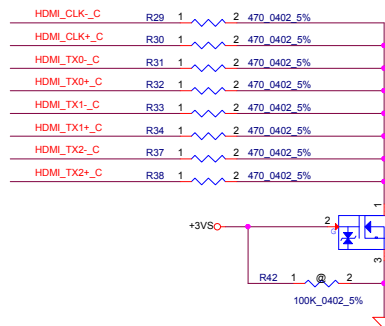 HDMI_CLK-_C R29 1 2 470_0402_5%
HDMI_CLK+_C R30 1 2 470_0402_5%
HDMI_TX0-_C R31 1 2 470_0402_5%
HDMI_TX0+_C R32 1 2 470_0402_5%
HDMI_TX1-_C R33 1 2 470_0402_5%
HDMI_TX1+_C R34 1 2 470_0402_5%
HDMI_TX2-_C R37 1 2 470_0402_5%
HDMI_TX2+_C R38 1 2 470_0402_5%
1
+3VS 2
G
3
R42 1 @ 2
100K_0402_5%